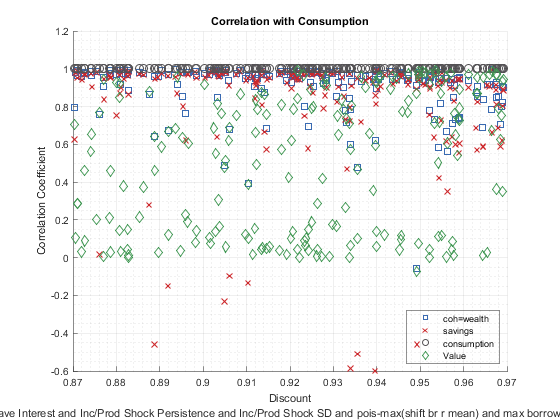 Correlation with Consumption
Correlation Coefficient
1.2
1
0.8
0.6
0.4
0.2
0
-0.2
-0.4
-0.6
coh=wealth
savings
consumption
Value
0.87 0.88 0.89 0.9 0.91 0.92 0.93 0.94 0.95 0.96 0.97
Discount
ave Interest and Inc/Prod Shock Persistence and Inc/Prod Shock SD and pois-max(shift br r mean) and max borrow